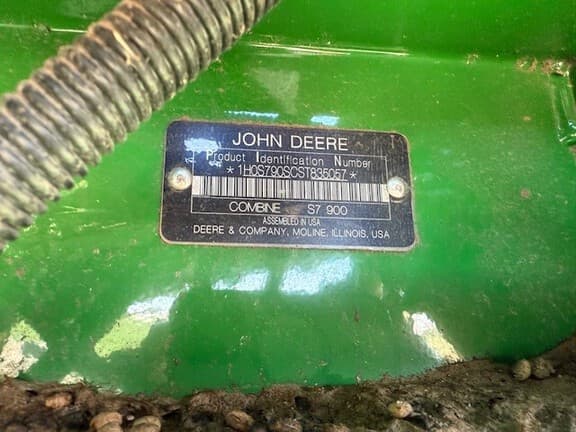 JOHN DEERE
Product Identification Number
*1H0S790SCST835057*
COMBINE S7 900
ASSEMBLED IN USA
DEERE & COMPANY, MOLINE, ILLINOIS, USA